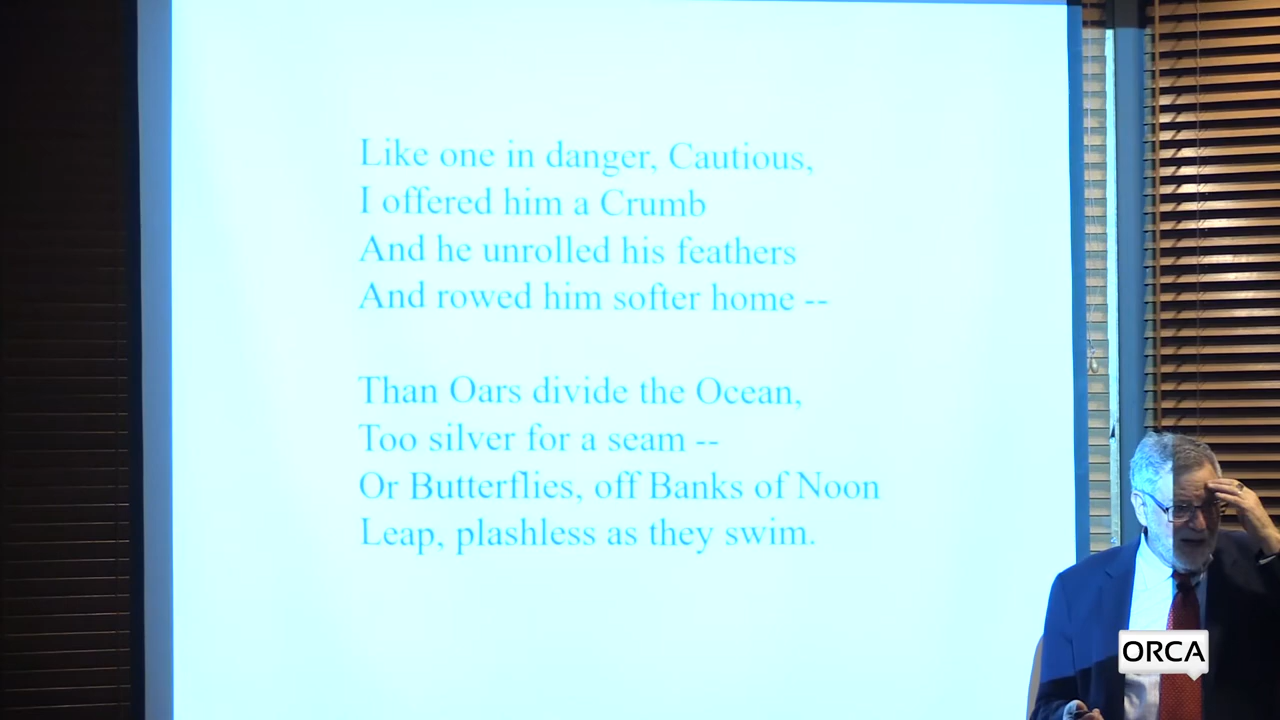 Like one in danger, Cautious,
I offered him a Crumb
And he unrolled his feathers
And rowed him softer home --
Than Oars divide the Ocean,
Too silver for a seam --
Or Butterflies, off Banks of Noon
Leap, plashless as they swim.
ORCA